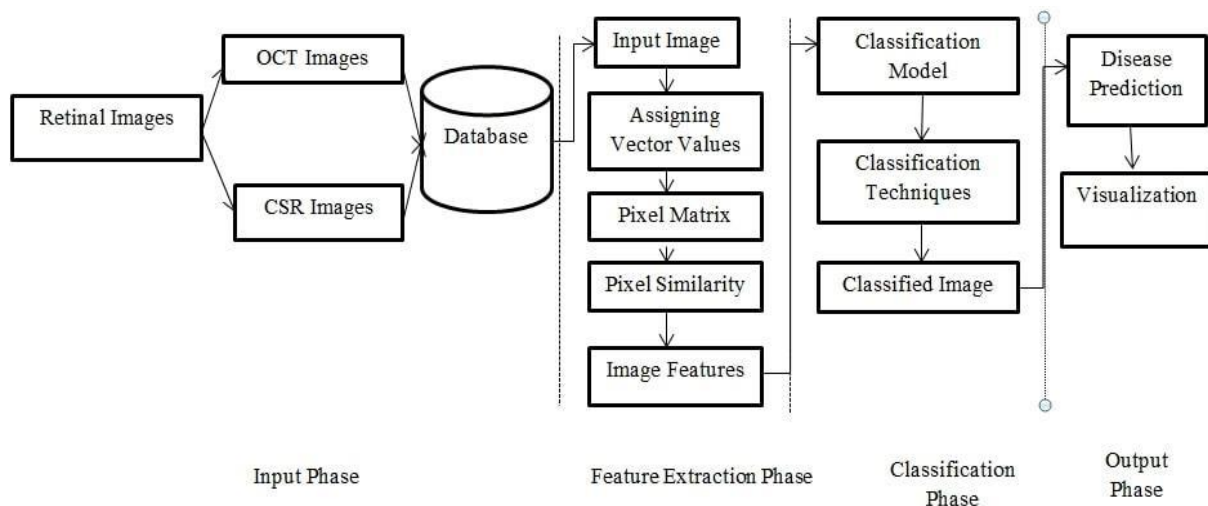 Retinal Images
OCT Images
CSR Images
Database
Input Image
Assigning
Vector Values
Pixel Matrix
Pixel Similarity
Image Features
Classification
Model
Classification
Techniques
Classified Image
Disease
Prediction
Visualization
Input Phase
Feature Extraction Phase
Classification
Phase
Output
Phase